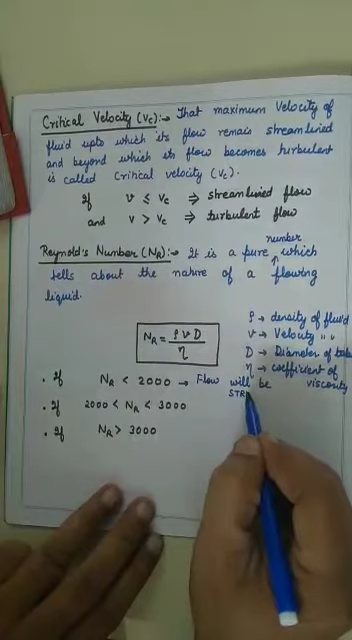 Critical Velocity (Vc):→ That maximum Velocity of
fluid upto which its flow remain streamlined
and beyond which its flow becomes turbulent
is called Critical velocity (Vc).
If v ≤ vc ⇒ streamlined flow
and v > vc ⇒ turbulent flow
Reynold's Number (NR):→ It is a pure number which
tells about the nature of a flowing
liquid.
NR = ρ v D / η
ρ → density of fluid
v → Velocity " "
D → Diameter of tube
η → coefficient of viscosity
. If NR < 2000 → Flow will be
STR
. If 2000 < NR < 3000
. If NR > 3000